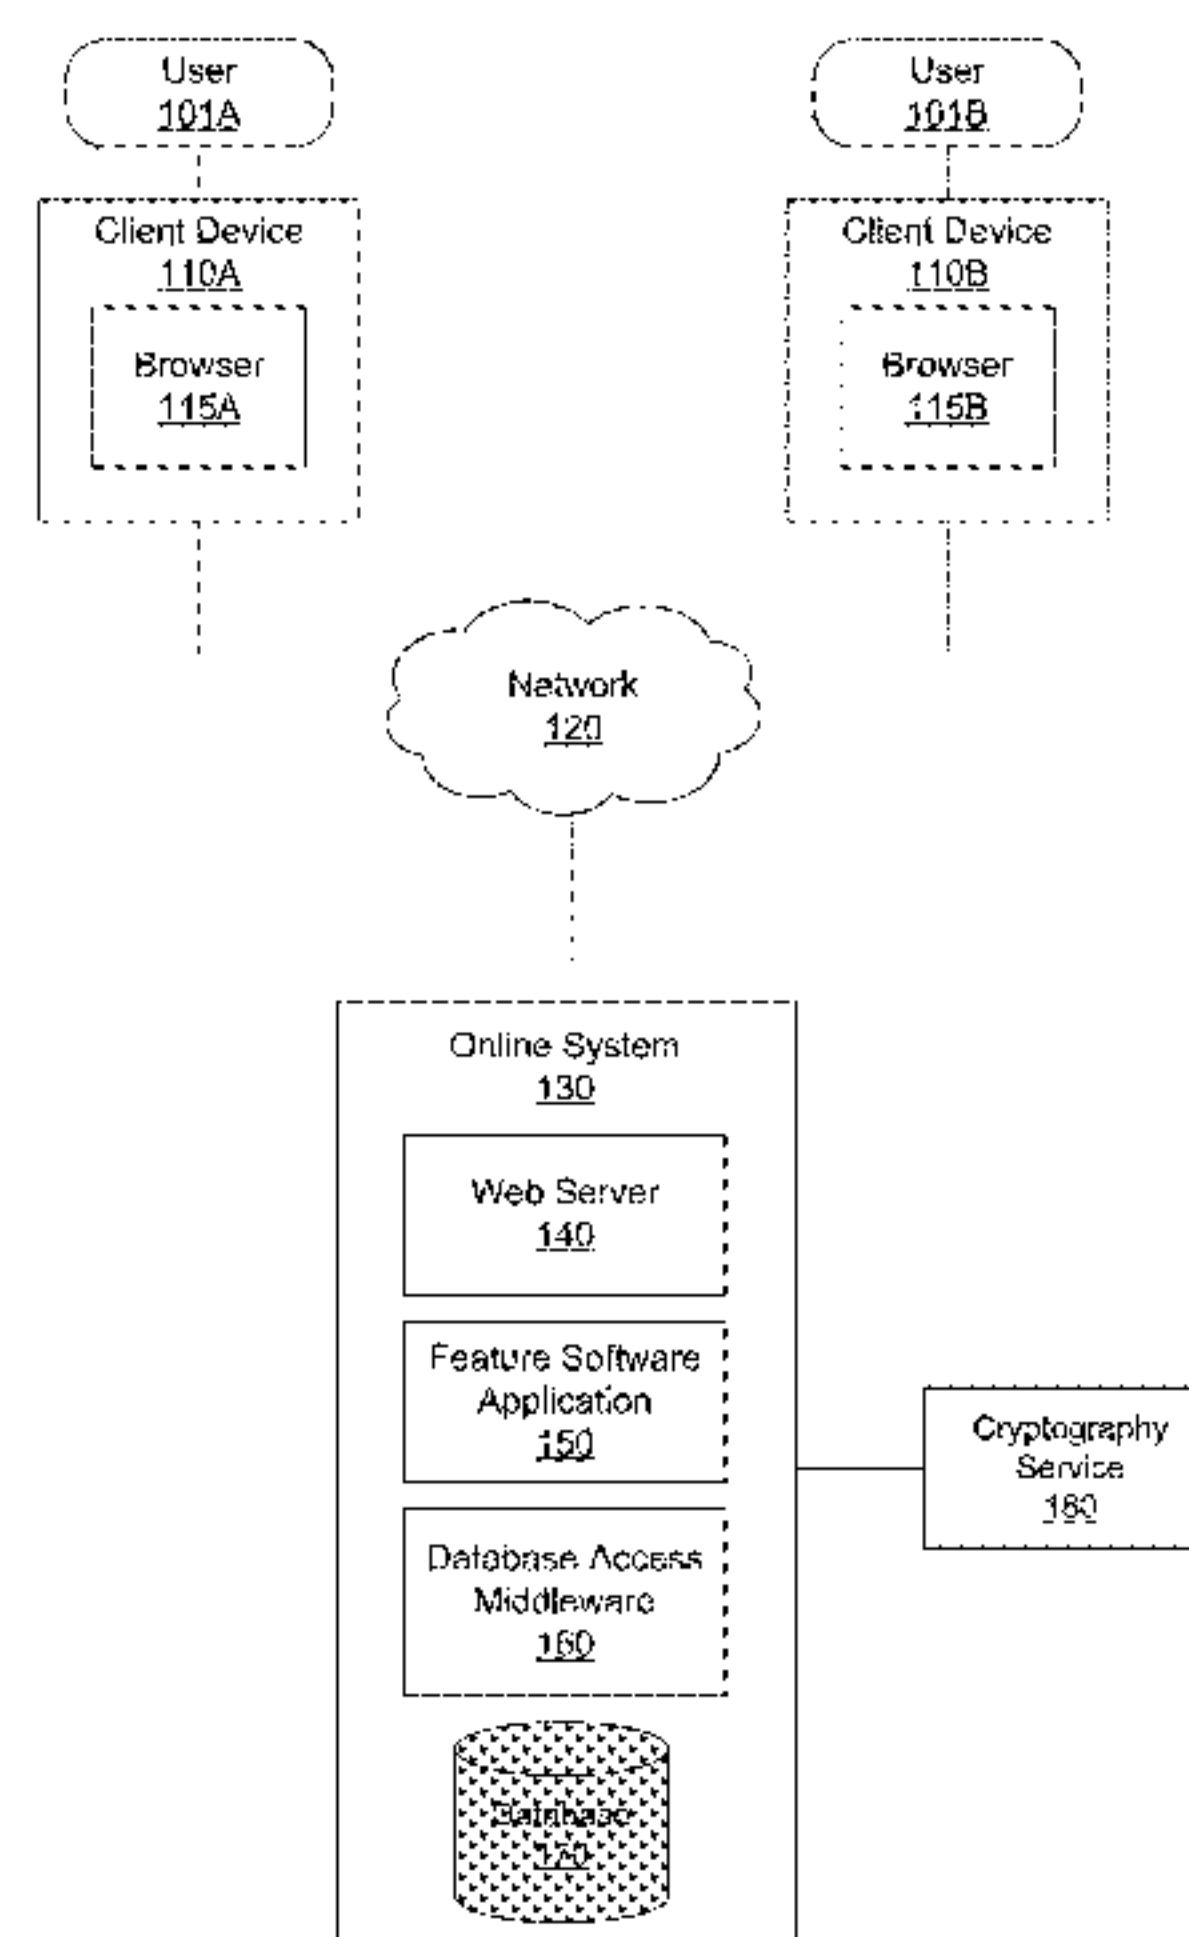 User
101A
User
101B
Client Device
110A
Client Device
110B
Browser
115A
Browser
115B
Network
120
Online System
130
Web Server
140
Feature Software
Application
150
Cryptography
Service
Database Access
Middleware
160
Database